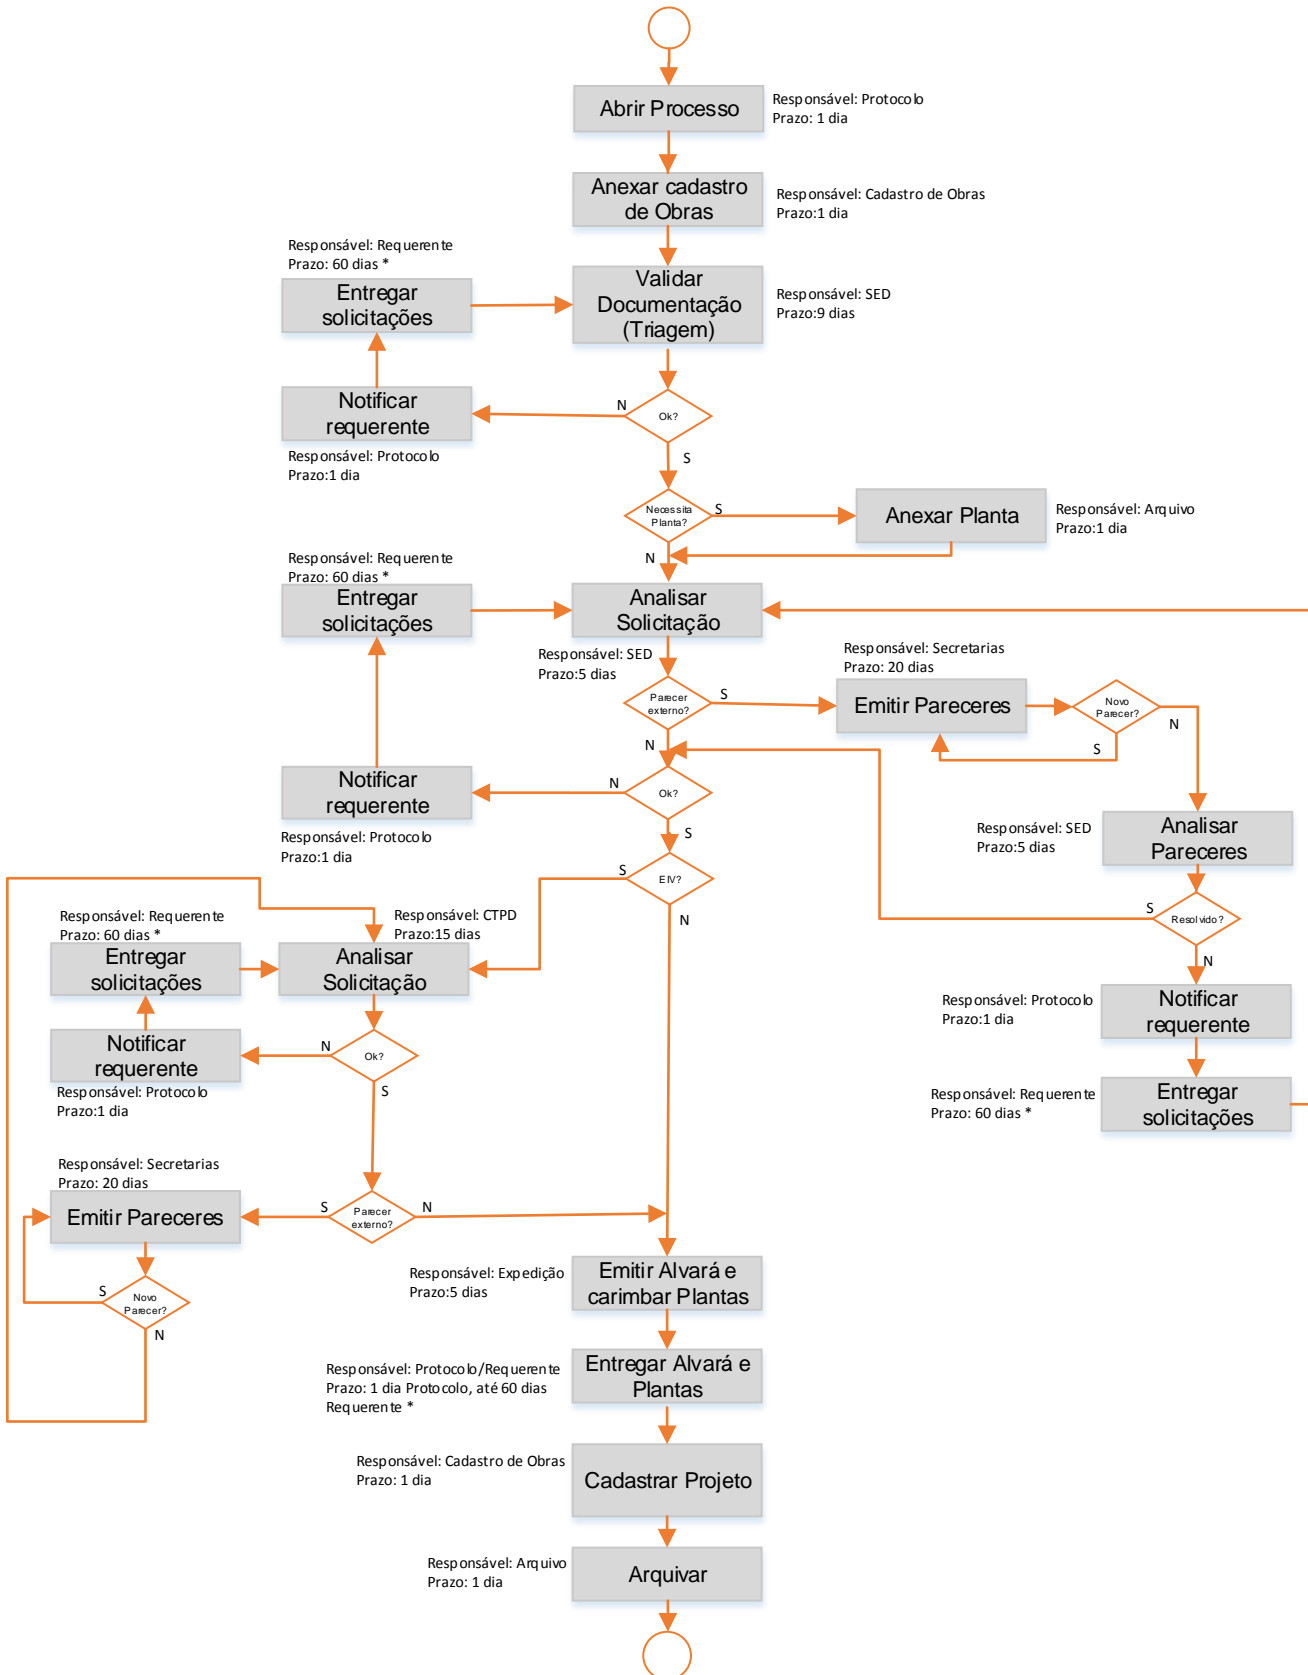 Abrir Processo
Responsável: Protocolo
Prazo: 1 dia
Anexar cadastro
de Obras
Responsável: Cadastro de Obras
Prazo:1 dia
Responsável: Requerente
Prazo: 60 dias *
Entregar
solicitações
Validar
Documentação
(Triagem)
Responsável: SED
Prazo:9 dias
Notificar
requerente
Responsável: Protocolo
Prazo:1 dia
N
Ok?
S
Necessita
Planta?
S
N
Anexar Planta
Responsável: Arquivo
Prazo:1 dia
Responsável: Requerente
Prazo: 60 dias *
Entregar
solicitações
Analisar
Solicitação
Responsável: SED
Prazo:5 dias
Parecer
externo?
S
N
Responsável: Secretarias
Prazo: 20 dias
Emitir Pareceres
Novo
Parecer?
N
S
Notificar
requerente
Responsável: Protocolo
Prazo:1 dia
N
Ok?
S
Responsável: SED
Prazo:5 dias
Analisar
Pareceres
S
EIV?
N
S
Resolvido?
N
Responsável: Requerente
Prazo: 60 dias *
Entregar
solicitações
Responsável: CTPD
Prazo:15 dias
Analisar
Solicitação
Responsável: Protocolo
Prazo:1 dia
Notificar
requerente
Notificar
requerente
Responsável: Protocolo
Prazo:1 dia
N
Ok?
S
Responsável: Requerente
Prazo: 60 dias *
Entregar
solicitações
Responsável: Secretarias
Prazo: 20 dias
Emitir Pareceres
S
Parecer
externo?
N
S
Novo
Parecer?
N
Responsável: Expedição
Prazo:5 dias
Emitir Alvará e
carimbar Plantas
Responsável: Protocolo/Requerente
Prazo: 1 dia Protocolo, até 60 dias
Requerente *
Entregar Alvará e
Plantas
Responsável: Cadastro de Obras
Prazo: 1 dia
Cadastrar Projeto
Responsável: Arquivo
Prazo: 1 dia
Arquivar